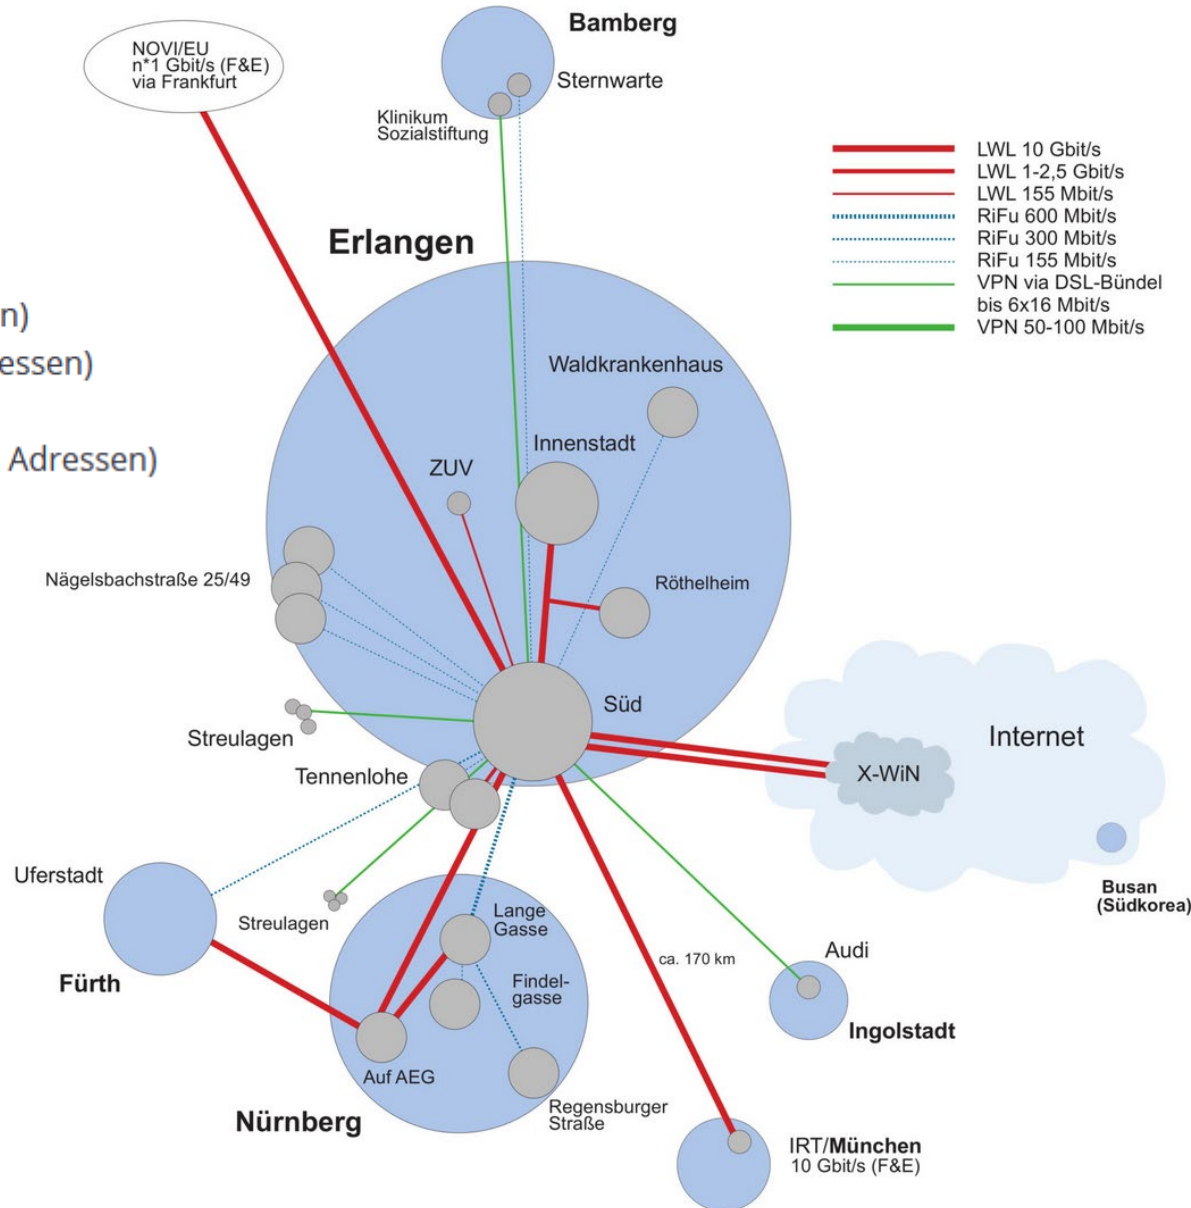 NOVI/EU
n*1 Gbit/s (F&E)
via Frankfurt
Bamberg
Sternwarte
Klinikum
Sozialstiftung
LWL 10 Gbit/s
LWL 1-2,5 Gbit/s
LWL 155 Mbit/s
RiFu 600 Mbit/s
RiFu 300 Mbit/s
RiFu 155 Mbit/s
VPN via DSL-Bündel
bis 6x16 Mbit/s
VPN 50-100 Mbit/s
Erlangen
n)
essen)
Adressen)
Waldkrankenhaus
Innenstadt
ZUV
Nägelsbachstraße 25/49
Röthelheim
Süd
Streulagen
Tennenlohe
Internet
X-WiN
Busan
(Südkorea)
Uferstadt
Fürth
Streulagen
Lange
Gasse
Findel-
gasse
Auf AEG
Regensburger
Straße
Nürnberg
ca. 170 km
Audi
Ingolstadt
IRT/München
10 Gbit/s (F&E)